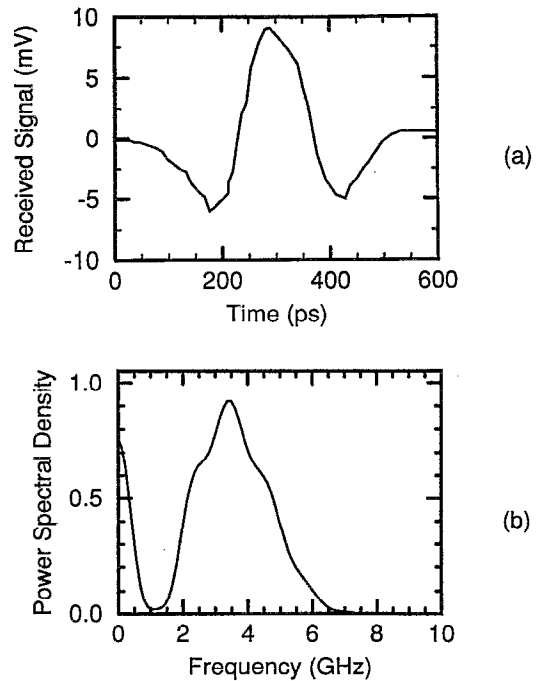 10
5
0
-5
-10
Received Signal (mV)
0 200 400 600
Time (ps)
(a)
1.0
0.5
0.0
Power Spectral Density
0 2 4 6 8 10
Frequency (GHz)
(b)